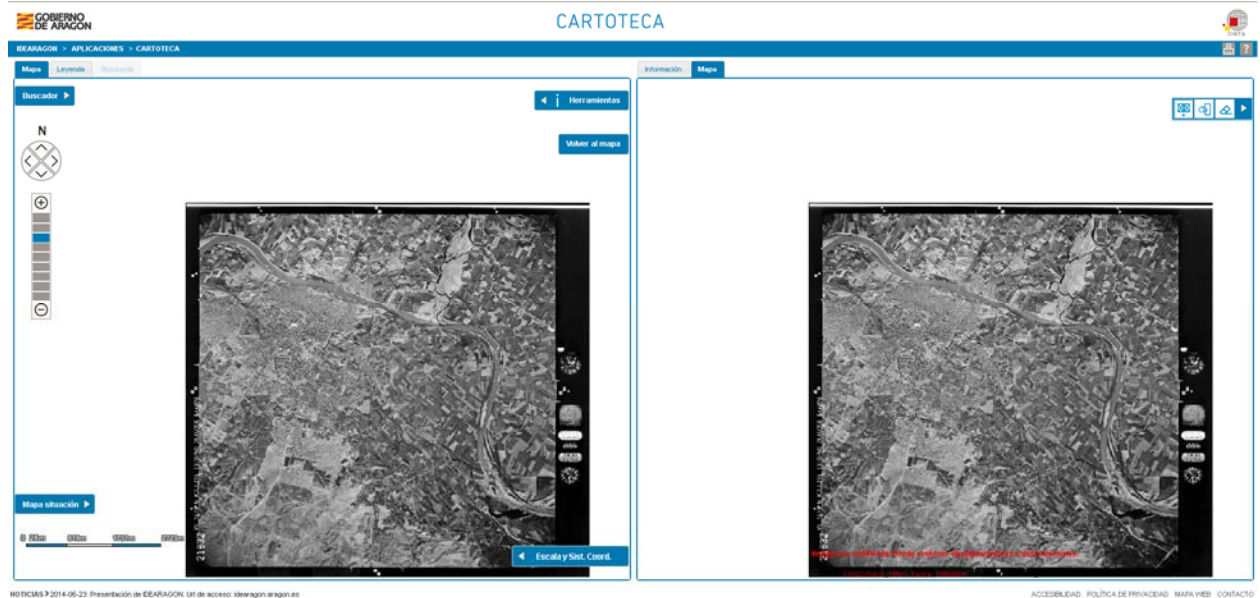 GOBIERNO
DE ARAGON
CARTOTECA
CINTA
IDEARAGON > APLICACIONES > CARTOTECA
?
Mapa Leyenda Búsqueda
Información Mapa
Buscador
i Herramientas
N
Volver al mapa
21632
Mapa situación
Escala y Sist. Coord.
NOTICIAS > 2014-06-23: Presentación de IDEARAGON. Url de acceso: idearagon.aragon.es
ACCESIBILIDAD POLÍTICA DE PRIVACIDAD MAPA WEB CONTACTO